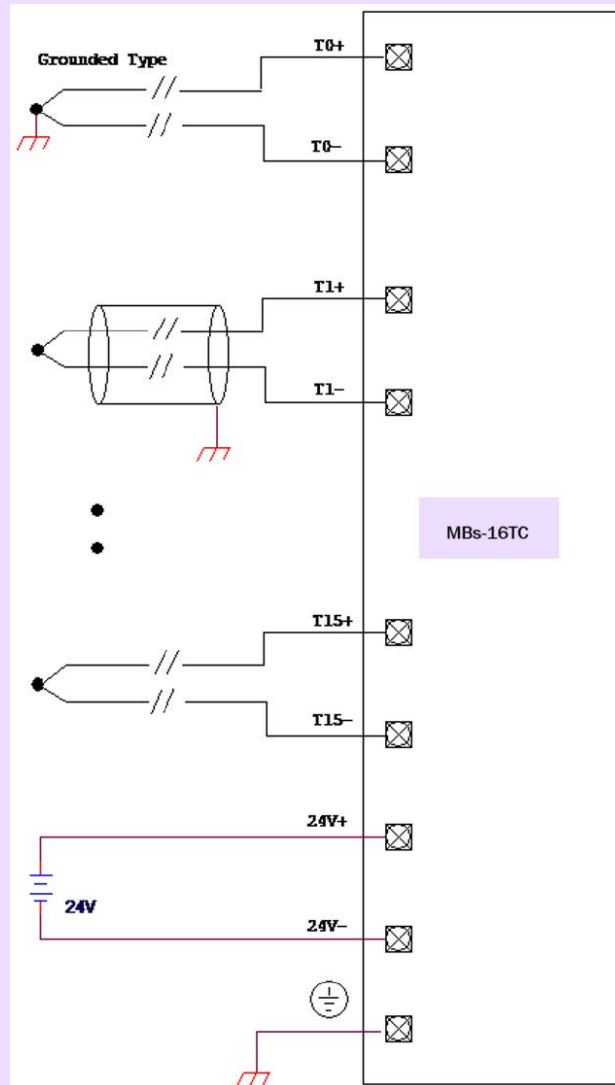 T0+
Grounded Type
T0-
T1+
T1-
MBs-16TC
T15+
T15-
24V+
24V
24V-